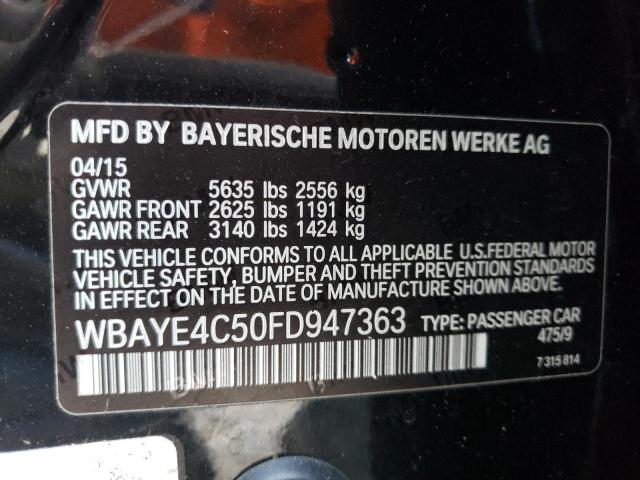 MFD BY BAYERISCHE MOTOREN WERKE AG
04/15
GVWR 5635 lbs 2556 kg
GAWR FRONT 2625 lbs 1191 kg
GAWR REAR 3140 lbs 1424 kg
THIS VEHICLE CONFORMS TO ALL APPLICABLE U.S.FEDERAL MOTOR
VEHICLE SAFETY, BUMPER AND THEFT PREVENTION STANDARDS
IN EFFECT ON THE DATE OF MANUFACTURE SHOWN ABOVE.
WBAYE4C50FD947363 TYPE: PASSENGER CAR
475/9
7 315 814